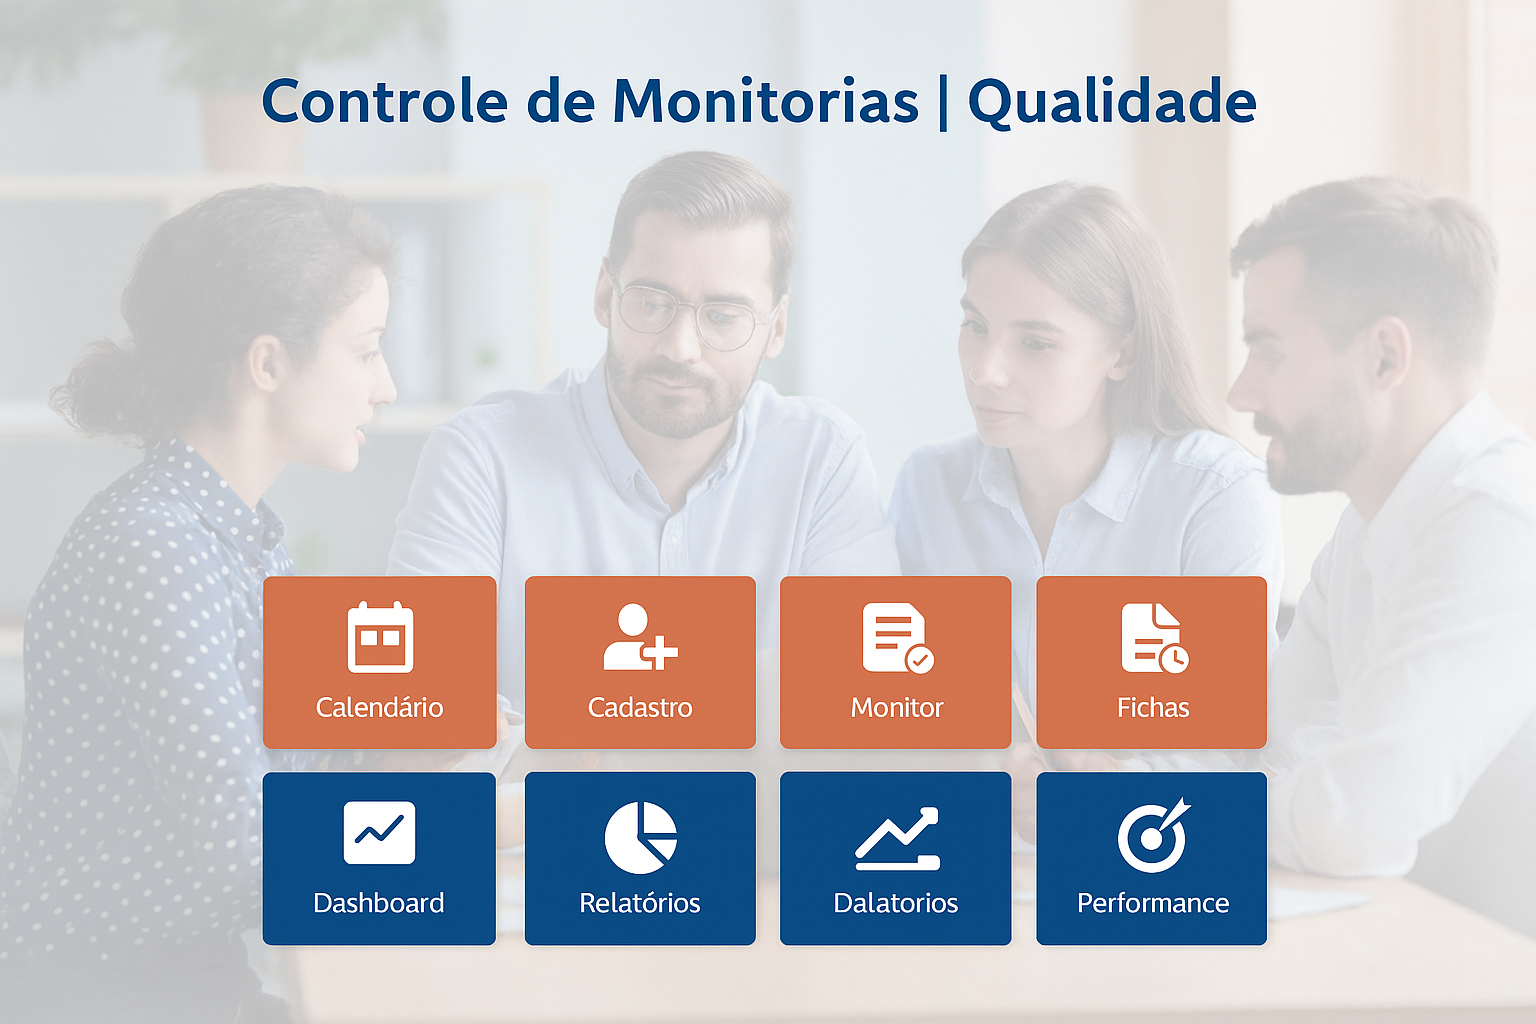 Controle de Monitorias | Qualidade
Calendário
Cadastro
Monitor
Fichas
Dashboard
Relatórios
Dalatorios
Performance